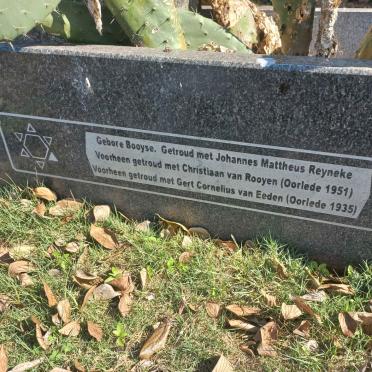 Gebore Booyse. Getroud met Johannes Mattheus Reyneke
Voorheen getroud met Christiaan van Rooyen (Oorlede 1951)
Voorheen getroud met Gert Cornelius van Eeden (Oorlede 1935)